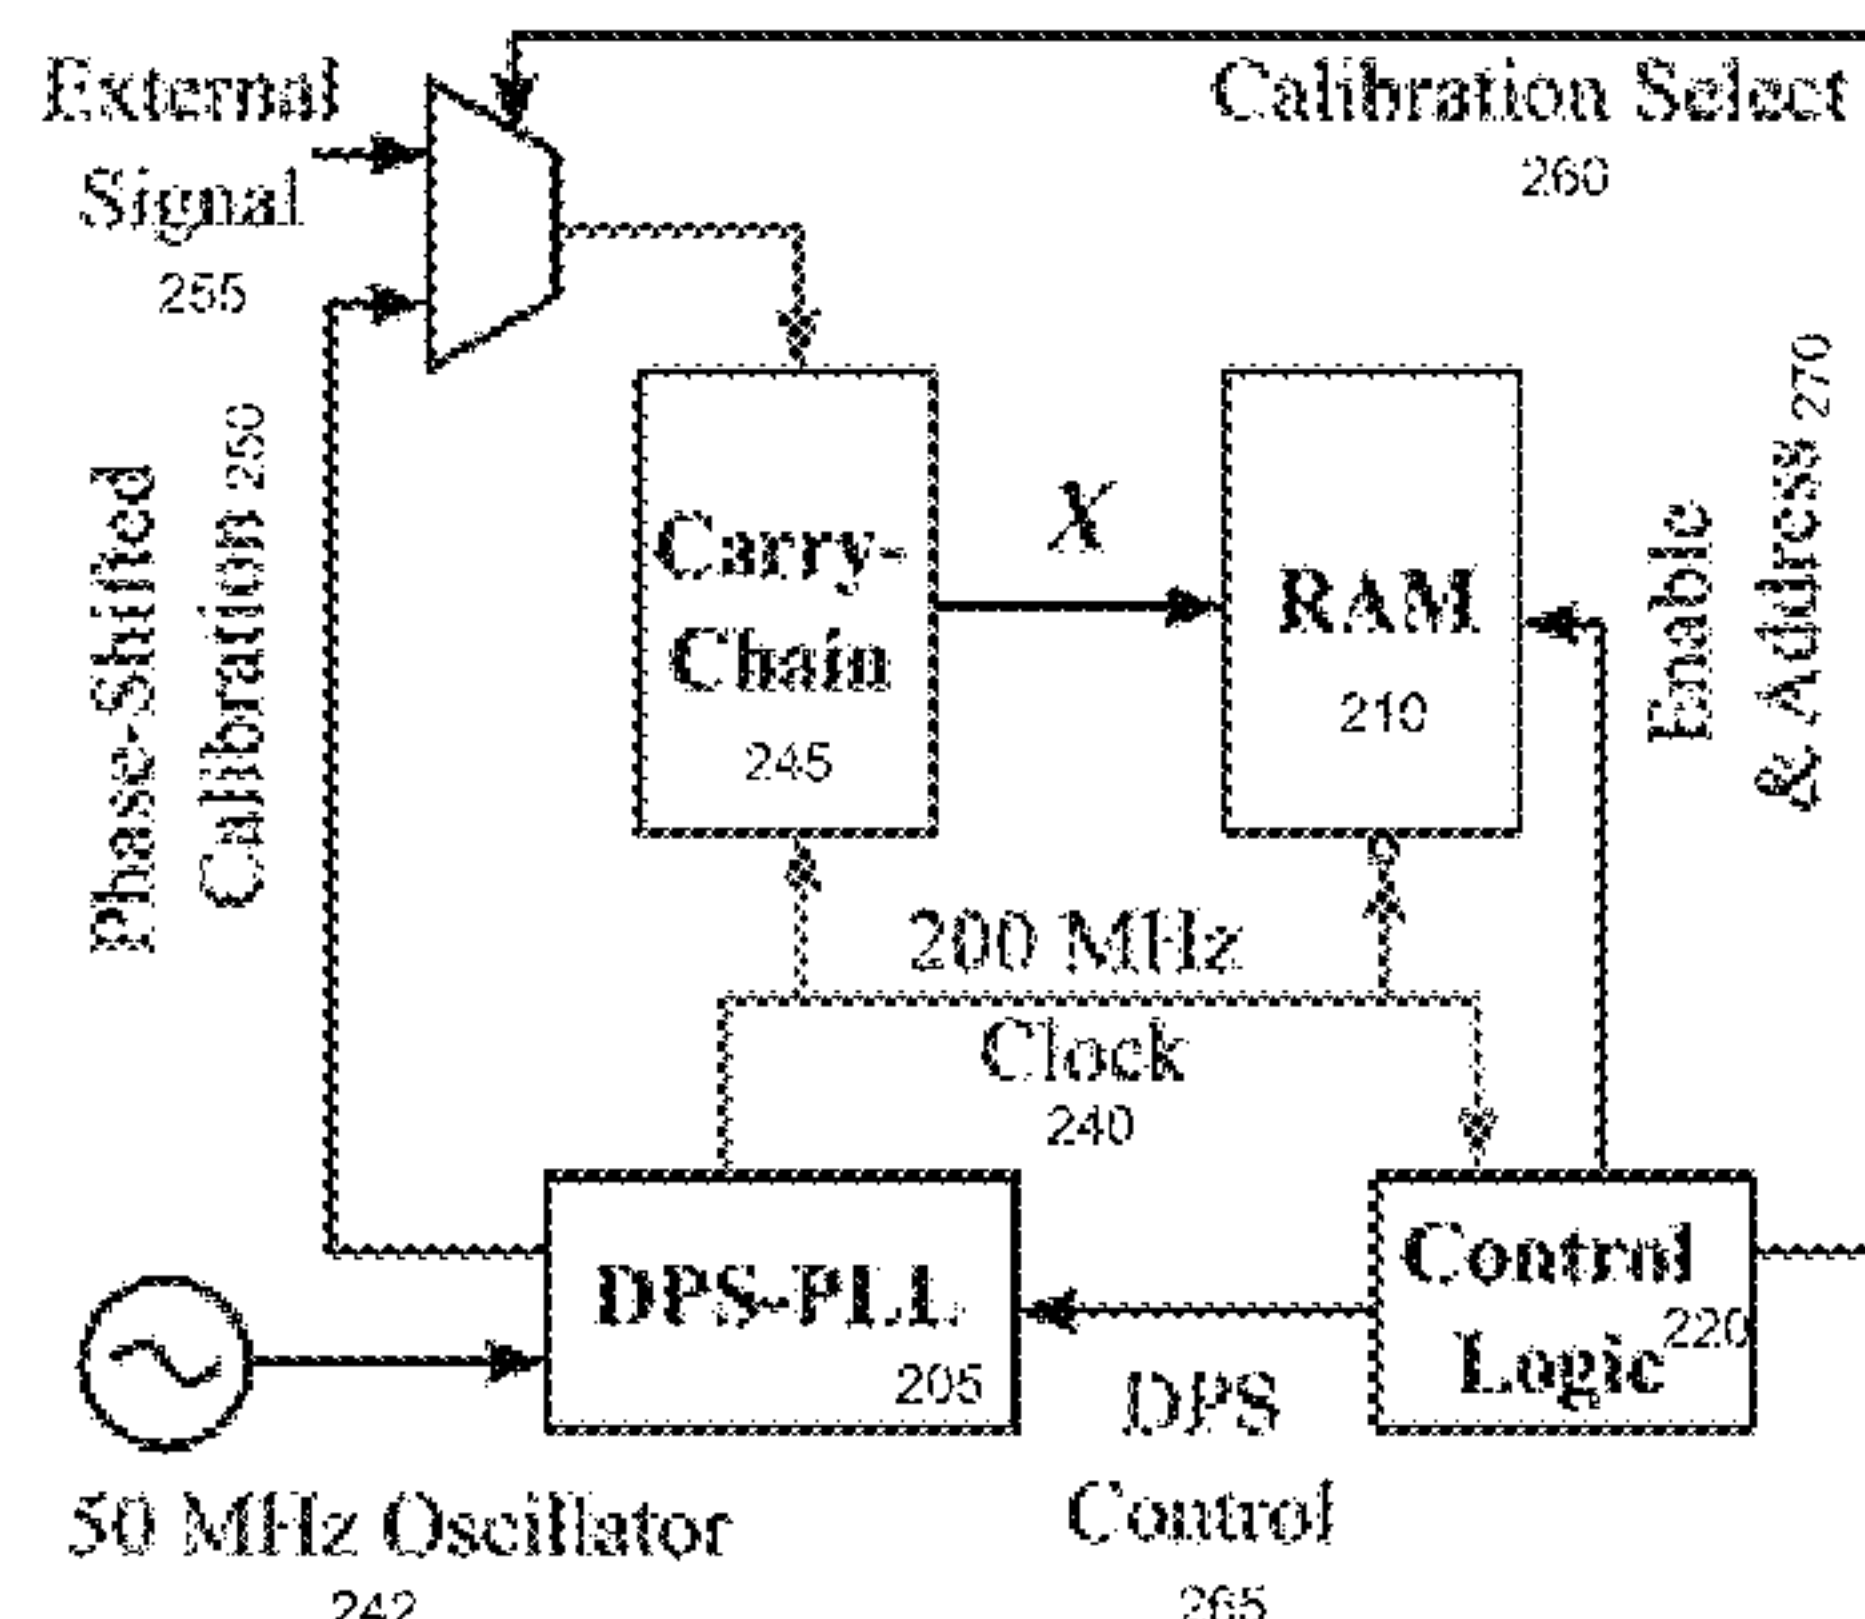 External
Signal
255
Calibration Select
260
Phase-Shifted
Calibration 250
Carry-
Chain
245
X
RAM
210
Enable
& Address 270
200 MHz
Clock
240
DPS-PLL
205
Control
Logic 220
DPS
Control
265
50 MHz Oscillator
242